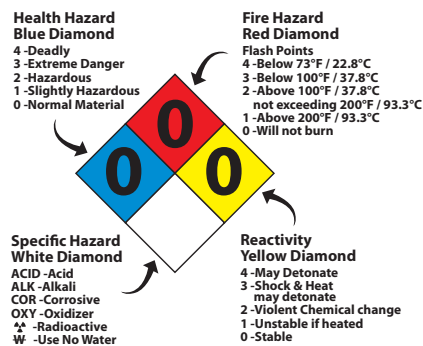 Health Hazard
Blue Diamond
4 -Deadly
3 -Extreme Danger
2 -Hazardous
1 -Slightly Hazardous
0 -Normal Material
Fire Hazard
Red Diamond
Flash Points
4 -Below 73°F / 22.8°C
3 -Below 100°F / 37.8°C
2 -Above 100°F / 37.8°C
not exceeding 200°F / 93.3°C
1 -Above 200°F / 93.3°C
0 -Will not burn
0
0
0
Specific Hazard
White Diamond
ACID -Acid
ALK -Alkali
COR -Corrosive
OXY -Oxidizer
☢ -Radioactive
W̶ -Use No Water
Reactivity
Yellow Diamond
4 -May Detonate
3 -Shock & Heat
may detonate
2 -Violent Chemical change
1 -Unstable if heated
0 -Stable